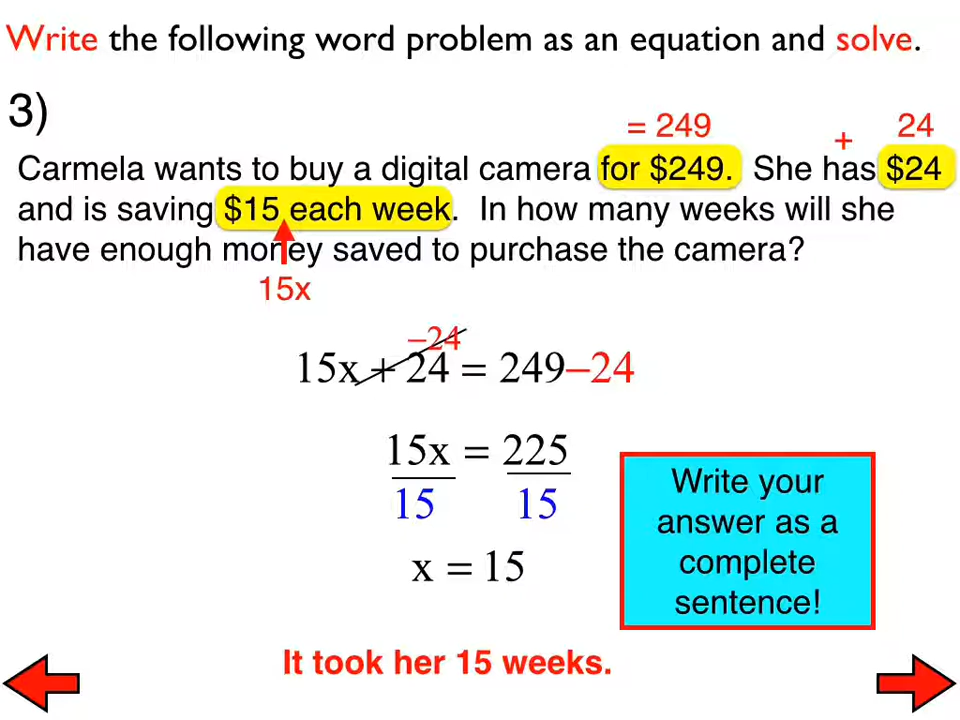 Write the following word problem as an equation and solve.
3)
= 249
+
24
Carmela wants to buy a digital camera for $249. She has $24
and is saving $15 each week. In how many weeks will she
have enough money saved to purchase the camera?
15x
–24
15x + 24 = 249–24
15x = 225
15 15
x = 15
Write your
answer as a
complete
sentence!
It took her 15 weeks.